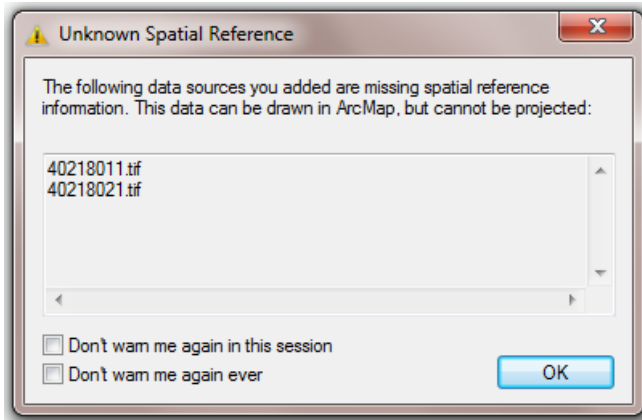 Unknown Spatial Reference
The following data sources you added are missing spatial reference
information. This data can be drawn in ArcMap, but cannot be projected:
40218011.tif
40218021.tif
Don't warn me again in this session
Don't warn me again ever
OK